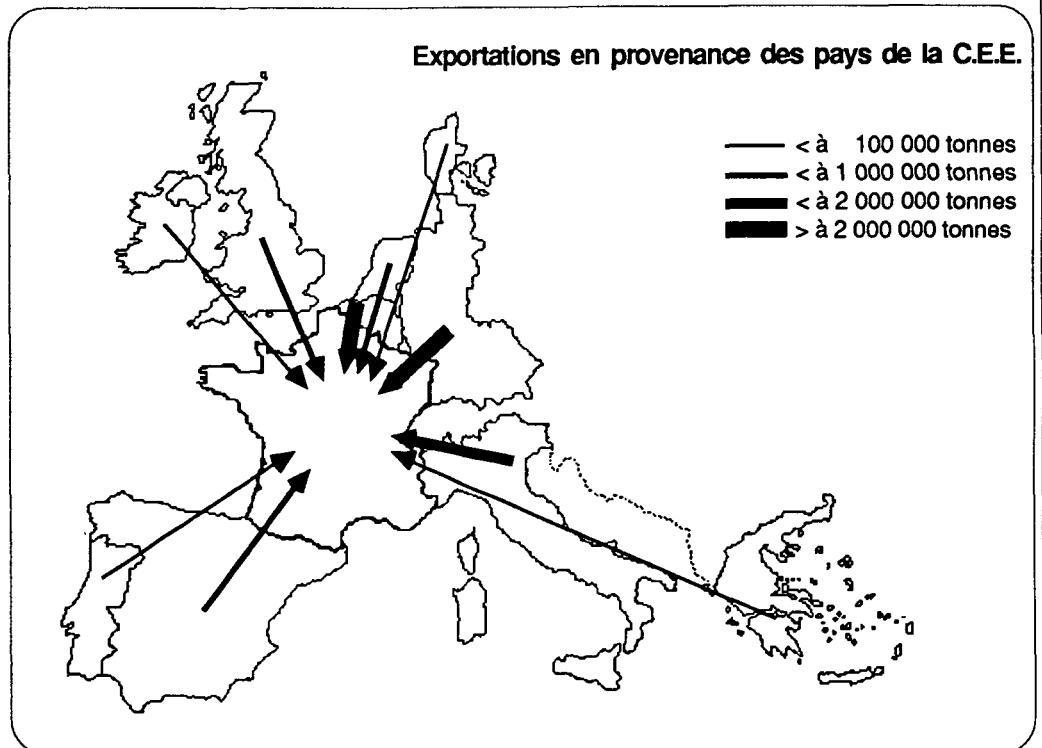 Exportations en provenance des pays de la C.E.E.
< à 100 000 tonnes
< à 1 000 000 tonnes
< à 2 000 000 tonnes
> à 2 000 000 tonnes